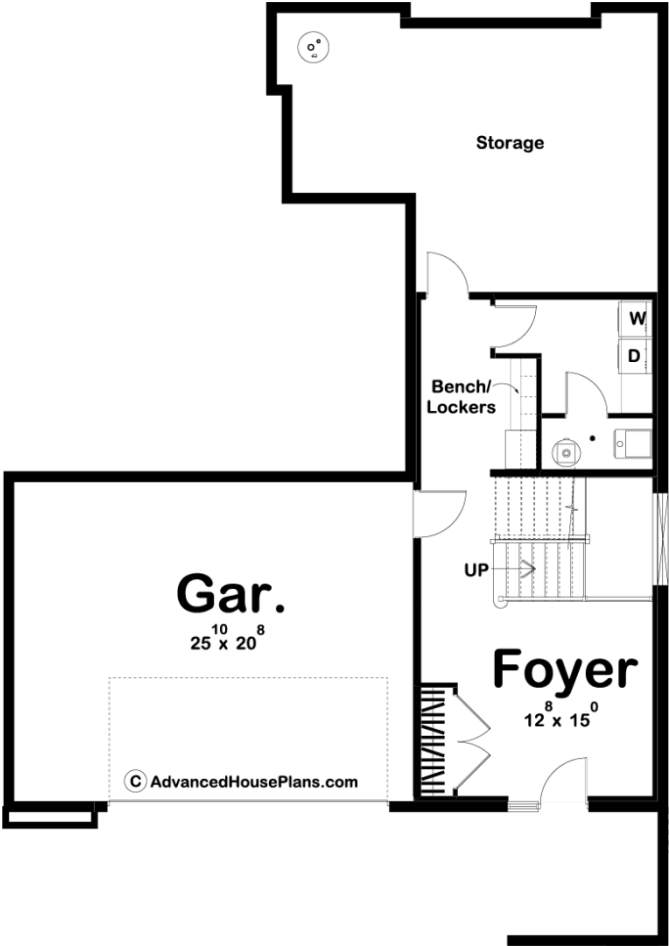 Storage
W
D
Bench/
Lockers
UP
Gar.
25 10 x 20 8
Foyer
12 8 x 15 0
© AdvancedHousePlans.com